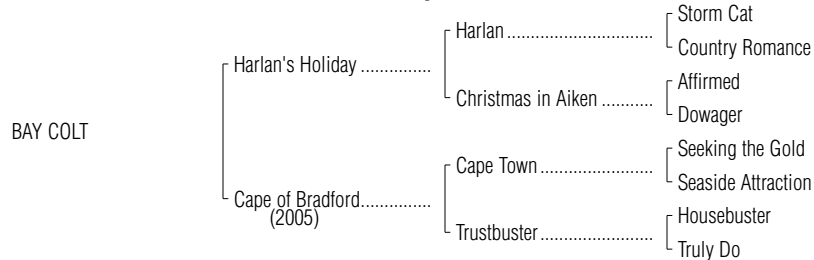 Storm Cat
Harlan ..............................
Country Romance
Harlan's Holiday ...............
Affirmed
Christmas in Aiken ...........
Dowager
BAY COLT
Seeking the Gold
Cape Town ........................
Seaside Attraction
Cape of Bradford...............
(2005)
Housebuster
Trustbuster ........................
Truly Do